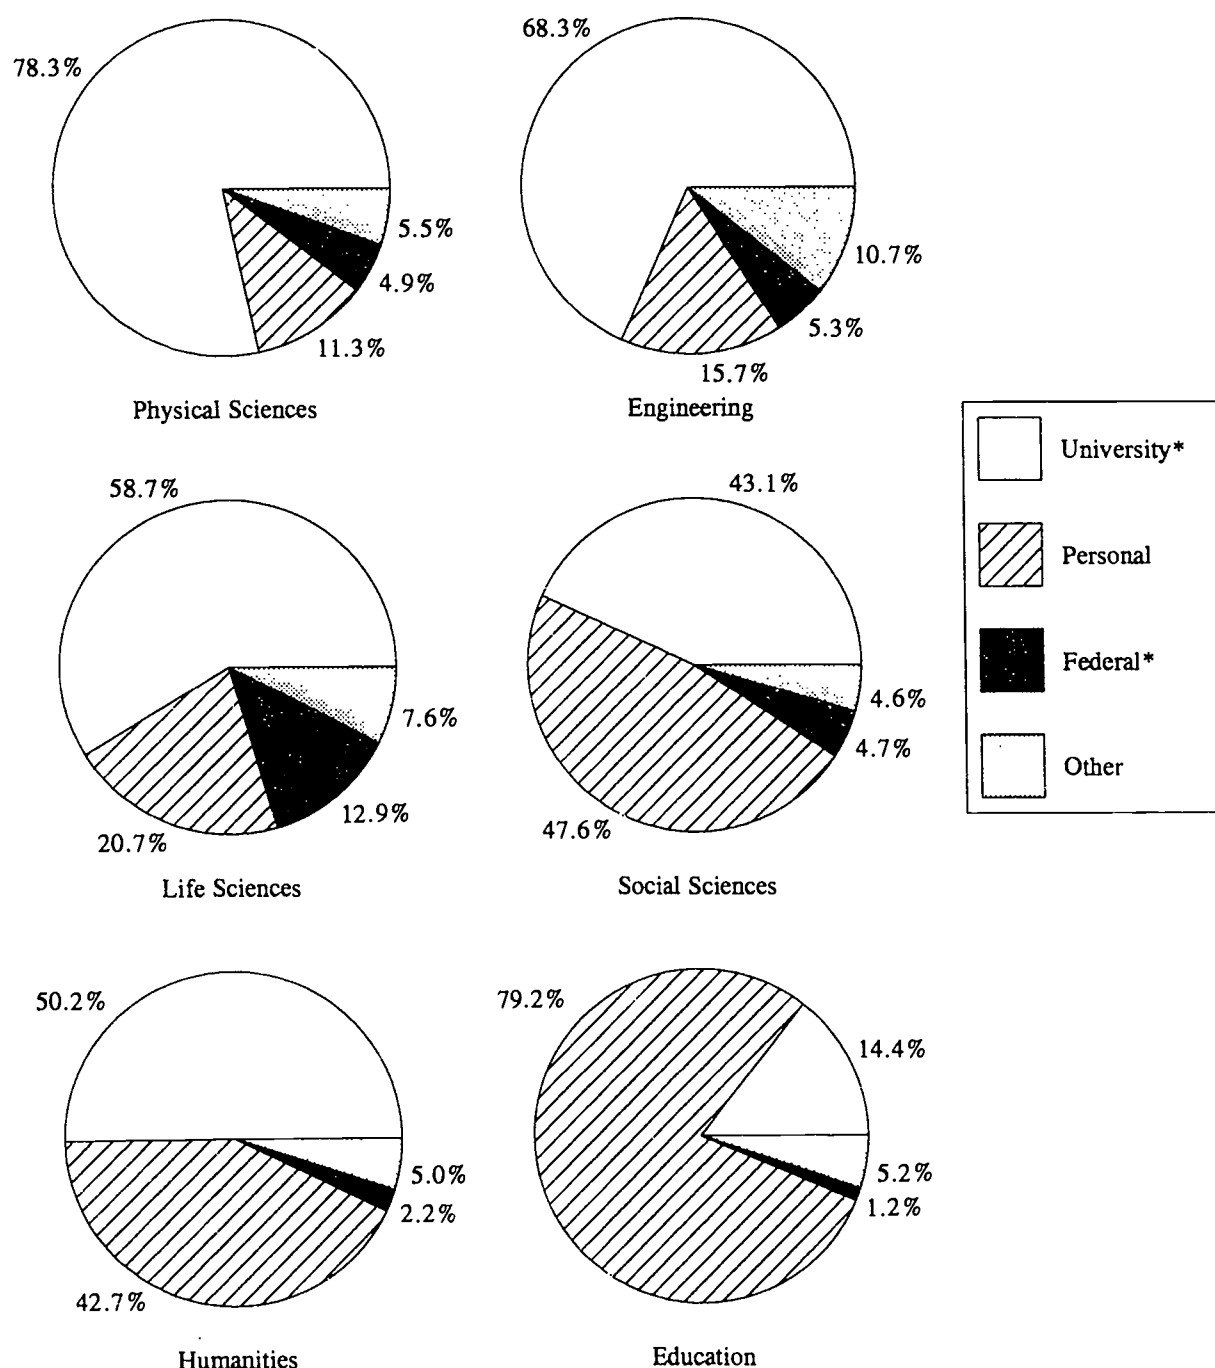 68.3%
78.3%
5.5%
10.7%
4.9%
5.3%
11.3%
15.7%
Physical Sciences
Engineering
University*
58.7%
43.1%
Personal
Federal*
7.6%
4.6%
4.7%
Other
12.9%
20.7%
47.6%
Life Sciences
Social Sciences
50.2%
79.2%
14.4%
5.0%
5.2%
2.2%
1.2%
42.7%
Humanities
Education